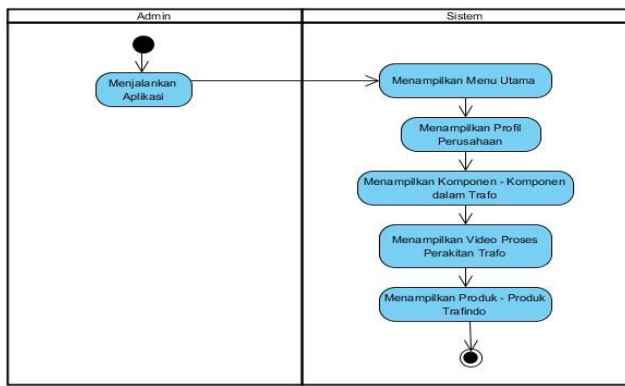 Admin
Sistem
Menjalankan
Aplikasi
Menampilkan Menu Utama
Menampilkan Profil
Perusahaan
Menampilkan Komponen - Komponen
dalam Trafo
Menampilkan Video Proses
Perakitan Trafo
Menampilkan Produk - Produk
Trafindo